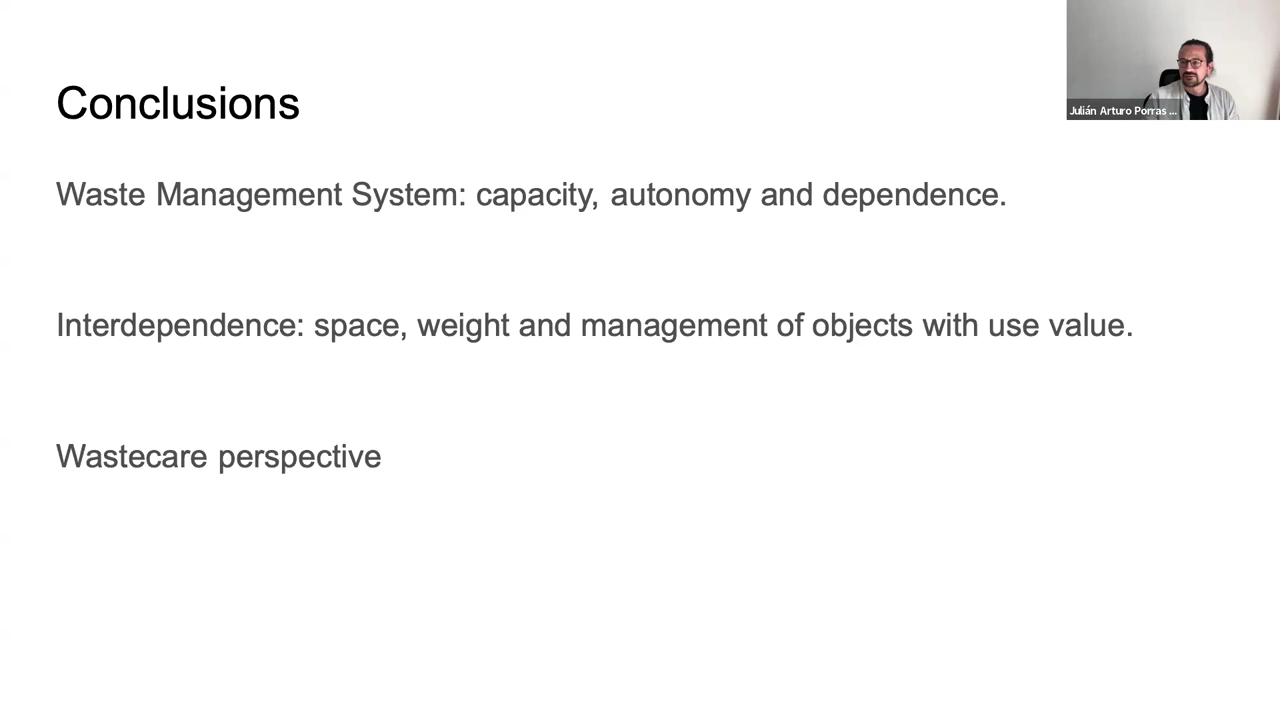 Conclusions
Julián Arturo Porras ...
Waste Management System: capacity, autonomy and dependence.
Interdependence: space, weight and management of objects with use value.
Wastecare perspective